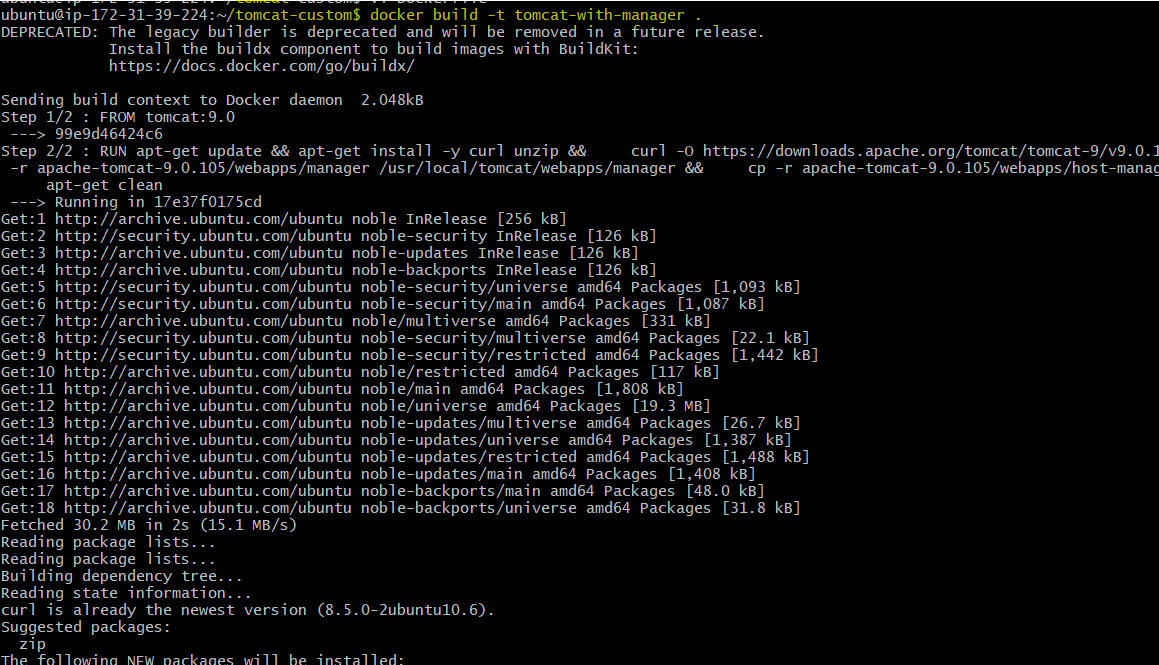 ubuntu@ip-172-31-39-224:~/tomcat-custom$ docker build -t tomcat-with-manager .
DEPRECATED: The legacy builder is deprecated and will be removed in a future release.
            Install the buildx component to build images with BuildKit:
            https://docs.docker.com/go/buildx/
Sending build context to Docker daemon  2.048kB
Step 1/2 : FROM tomcat:9.0
 ---> 99e9d46424c6
Step 2/2 : RUN apt-get update && apt-get install -y curl unzip &&     curl -O https://downloads.apache.org/tomcat/tomcat-9/v9.0.1
 -r apache-tomcat-9.0.105/webapps/manager /usr/local/tomcat/webapps/manager &&     cp -r apache-tomcat-9.0.105/webapps/host-manag
     apt-get clean
 ---> Running in 17e37f0175cd
Get:1 http://archive.ubuntu.com/ubuntu noble InRelease [256 kB]
Get:2 http://security.ubuntu.com/ubuntu noble-security InRelease [126 kB]
Get:3 http://archive.ubuntu.com/ubuntu noble-updates InRelease [126 kB]
Get:4 http://archive.ubuntu.com/ubuntu noble-backports InRelease [126 kB]
Get:5 http://security.ubuntu.com/ubuntu noble-security/universe amd64 Packages [1,093 kB]
Get:6 http://security.ubuntu.com/ubuntu noble-security/main amd64 Packages [1,087 kB]
Get:7 http://archive.ubuntu.com/ubuntu noble/multiverse amd64 Packages [331 kB]
Get:8 http://security.ubuntu.com/ubuntu noble-security/multiverse amd64 Packages [22.1 kB]
Get:9 http://security.ubuntu.com/ubuntu noble-security/restricted amd64 Packages [1,442 kB]
Get:10 http://archive.ubuntu.com/ubuntu noble/restricted amd64 Packages [117 kB]
Get:11 http://archive.ubuntu.com/ubuntu noble/main amd64 Packages [1,808 kB]
Get:12 http://archive.ubuntu.com/ubuntu noble/universe amd64 Packages [19.3 MB]
Get:13 http://archive.ubuntu.com/ubuntu noble-updates/multiverse amd64 Packages [26.7 kB]
Get:14 http://archive.ubuntu.com/ubuntu noble-updates/universe amd64 Packages [1,387 kB]
Get:15 http://archive.ubuntu.com/ubuntu noble-updates/restricted amd64 Packages [1,488 kB]
Get:16 http://archive.ubuntu.com/ubuntu noble-updates/main amd64 Packages [1,408 kB]
Get:17 http://archive.ubuntu.com/ubuntu noble-backports/main amd64 Packages [48.0 kB]
Get:18 http://archive.ubuntu.com/ubuntu noble-backports/universe amd64 Packages [31.8 kB]
Fetched 30.2 MB in 2s (15.1 MB/s)
Reading package lists...
Reading package lists...
Building dependency tree...
Reading state information...
curl is already the newest version (8.5.0-2ubuntu10.6).
Suggested packages:
  zip
The following NEW packages will be installed: